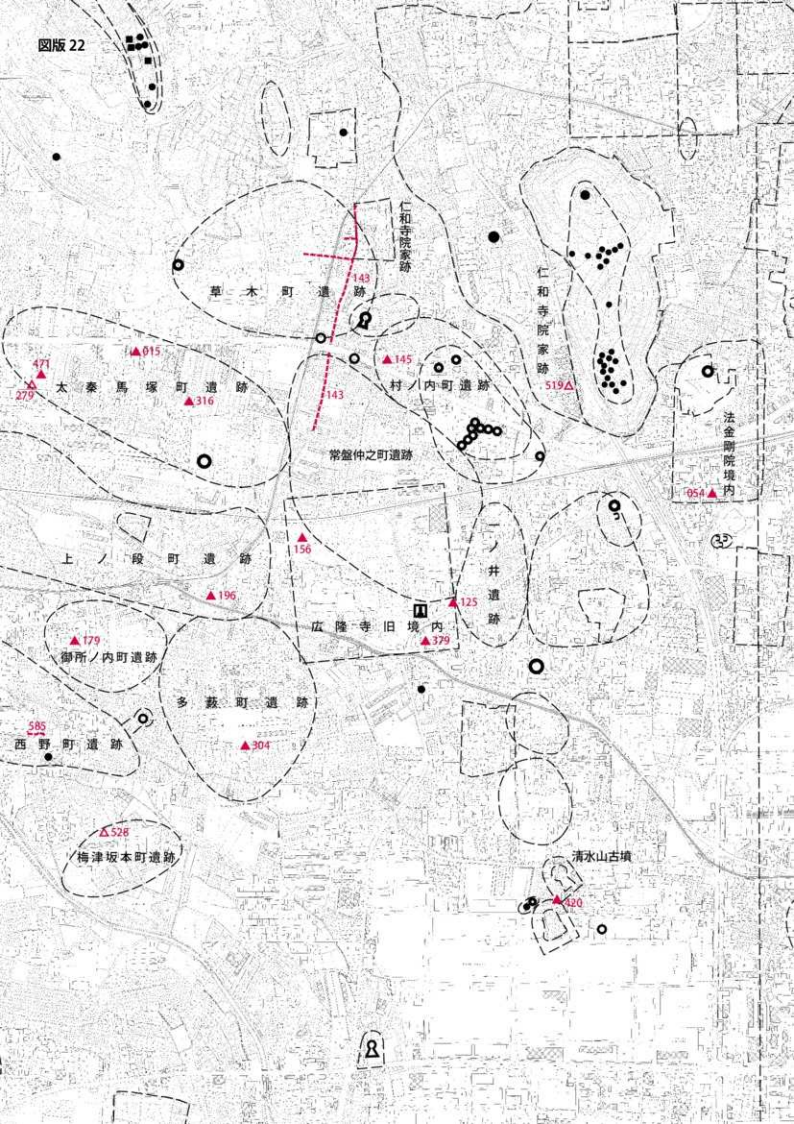 図版 22
仁和寺院家跡
143
草木町遺跡
仁和寺院家跡
015
471
279
太秦馬塚町遺跡
316
145
村ノ内町遺跡
143
519
法金剛院境内
常盤仲之町遺跡
054
156
上ノ段町遺跡
一ノ井遺跡
196
125
広隆寺旧境内
379
179
御所ノ内町遺跡
多薮町遺跡
585
西野町遺跡
304
528
梅津坂本町遺跡
清水山古墳
420